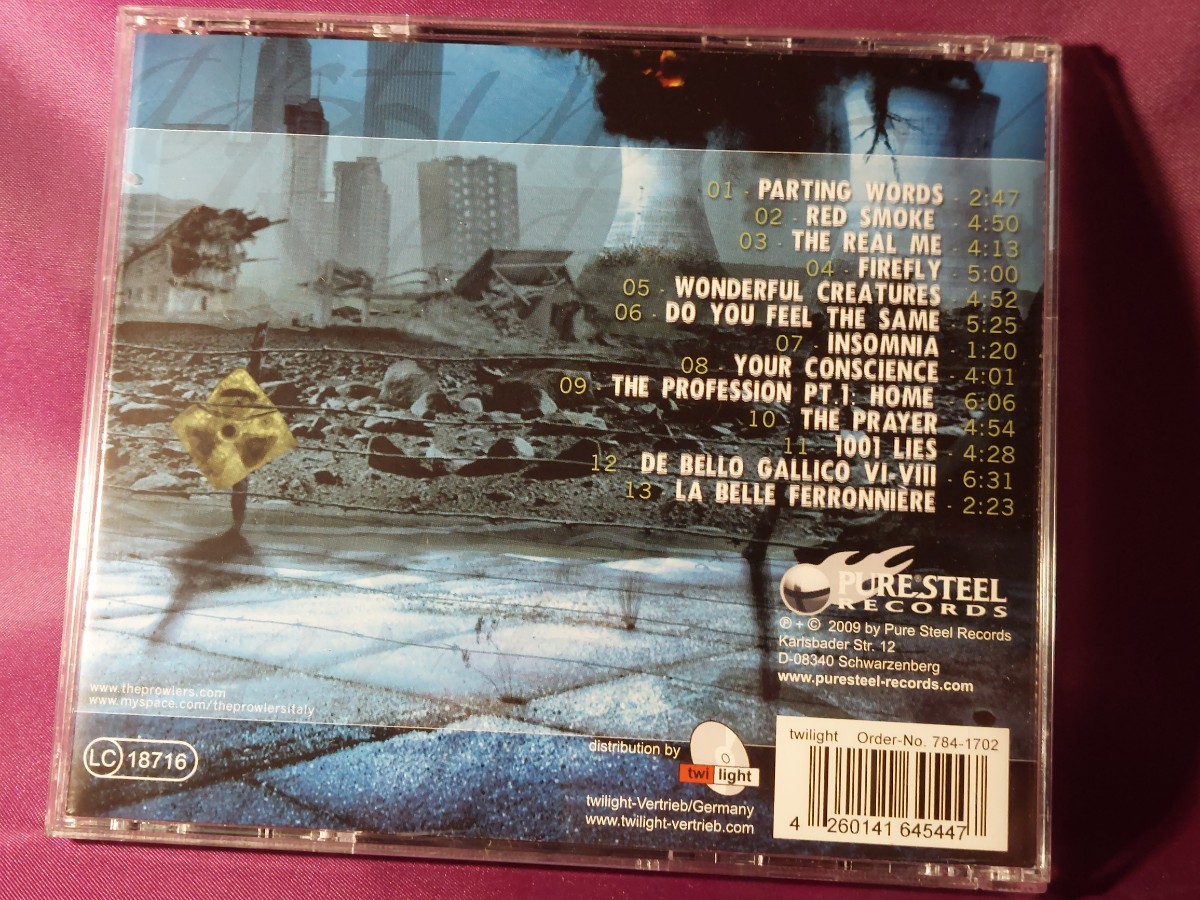 01 - PARTING WORDS - 2:47
02 - RED SMOKE - 4:50
03 - THE REAL ME - 4:13
04 - FIREFLY - 5:00
05 - WONDERFUL CREATURES - 4:52
06 - DO YOU FEEL THE SAME - 5:25
07 - INSOMNIA - 1:20
08 - YOUR CONSCIENCE - 4:01
09 - THE PROFESSION PT.1: HOME - 6:06
10 - THE PRAYER - 4:54
11 - 1001 LIES - 4:28
12 - DE BELLO GALLICO VI-VIII - 6:31
13 - LA BELLE FERRONNIÈRE - 2:23
PURE STEEL
RECORDS
℗ + © 2009 by Pure Steel Records
Karlsbader Str. 12
D-08340 Schwarzenberg
www.puresteel-records.com
www.theprowlers.com
www.myspace.com/theprowlersitaly
LC 18716
distribution by
twilight
twilight-Vertrieb/Germany
www.twilight-vertrieb.com
twilight Order-No. 784-1702
4 260141 645447